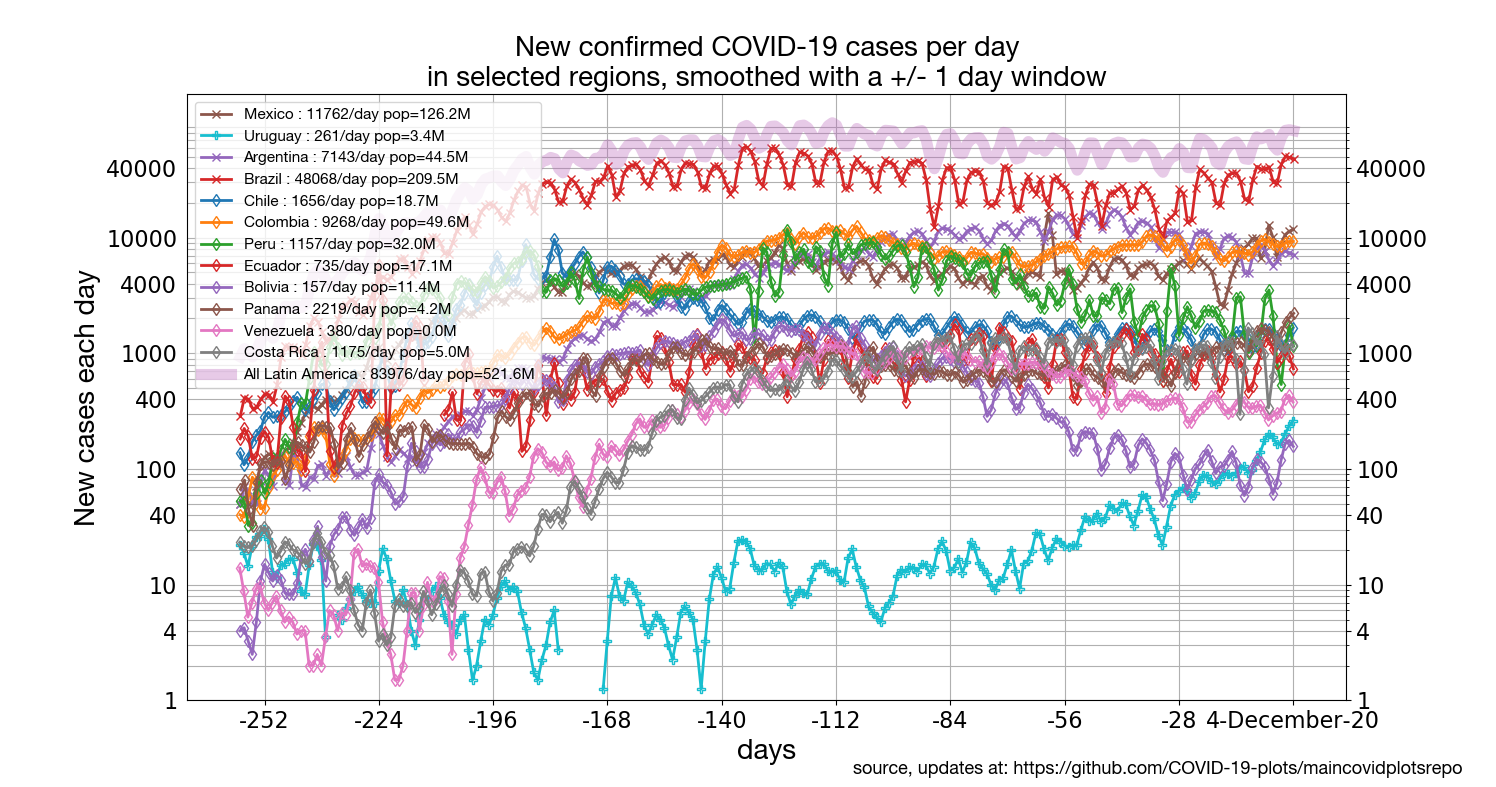 New confirmed COVID-19 cases per day
in selected regions, smoothed with a +/- 1 day window
Mexico : 11762/day pop=126.2M
Uruguay : 261/day pop=3.4M
Argentina : 7143/day pop=44.5M
Brazil : 48068/day pop=209.5M
Chile : 1656/day pop=18.7M
Colombia : 9268/day pop=49.6M
Peru : 1157/day pop=32.0M
Ecuador : 735/day pop=17.1M
Bolivia : 157/day pop=11.4M
Panama : 2219/day pop=4.2M
Venezuela : 380/day pop=0.0M
Costa Rica : 1175/day pop=5.0M
All Latin America : 83976/day pop=521.6M
New cases each day
40000
10000
4000
1000
400
100
40
10
4
1
40000
10000
4000
1000
400
100
40
10
4
1
-252 -224 -196 -168 -140 -112 -84 -56 -28 4-December-20
days
source, updates at: https://github.com/COVID-19-plots/maincovidplotsrepo